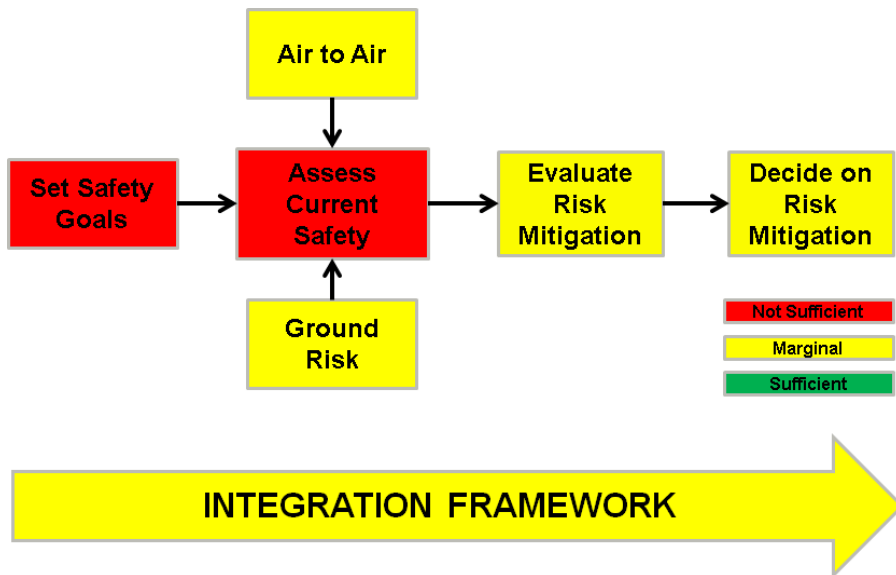 Air to Air
Set Safety
Goals
Assess
Current
Safety
Evaluate
Risk
Mitigation
Decide on
Risk
Mitigation
Ground
Risk
Not Sufficient
Marginal
Sufficient
INTEGRATION FRAMEWORK